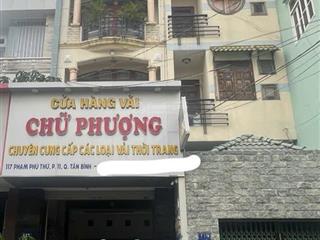 CỬA HÀNG VẢI
CHỮ PHƯỢNG
CHUYÊN CUNG CẤP CÁC LOẠI VẢI THỜI TRANG
117 PHẠM PHÚ THỨ, P. 11, Q. TÂN BÌNH -